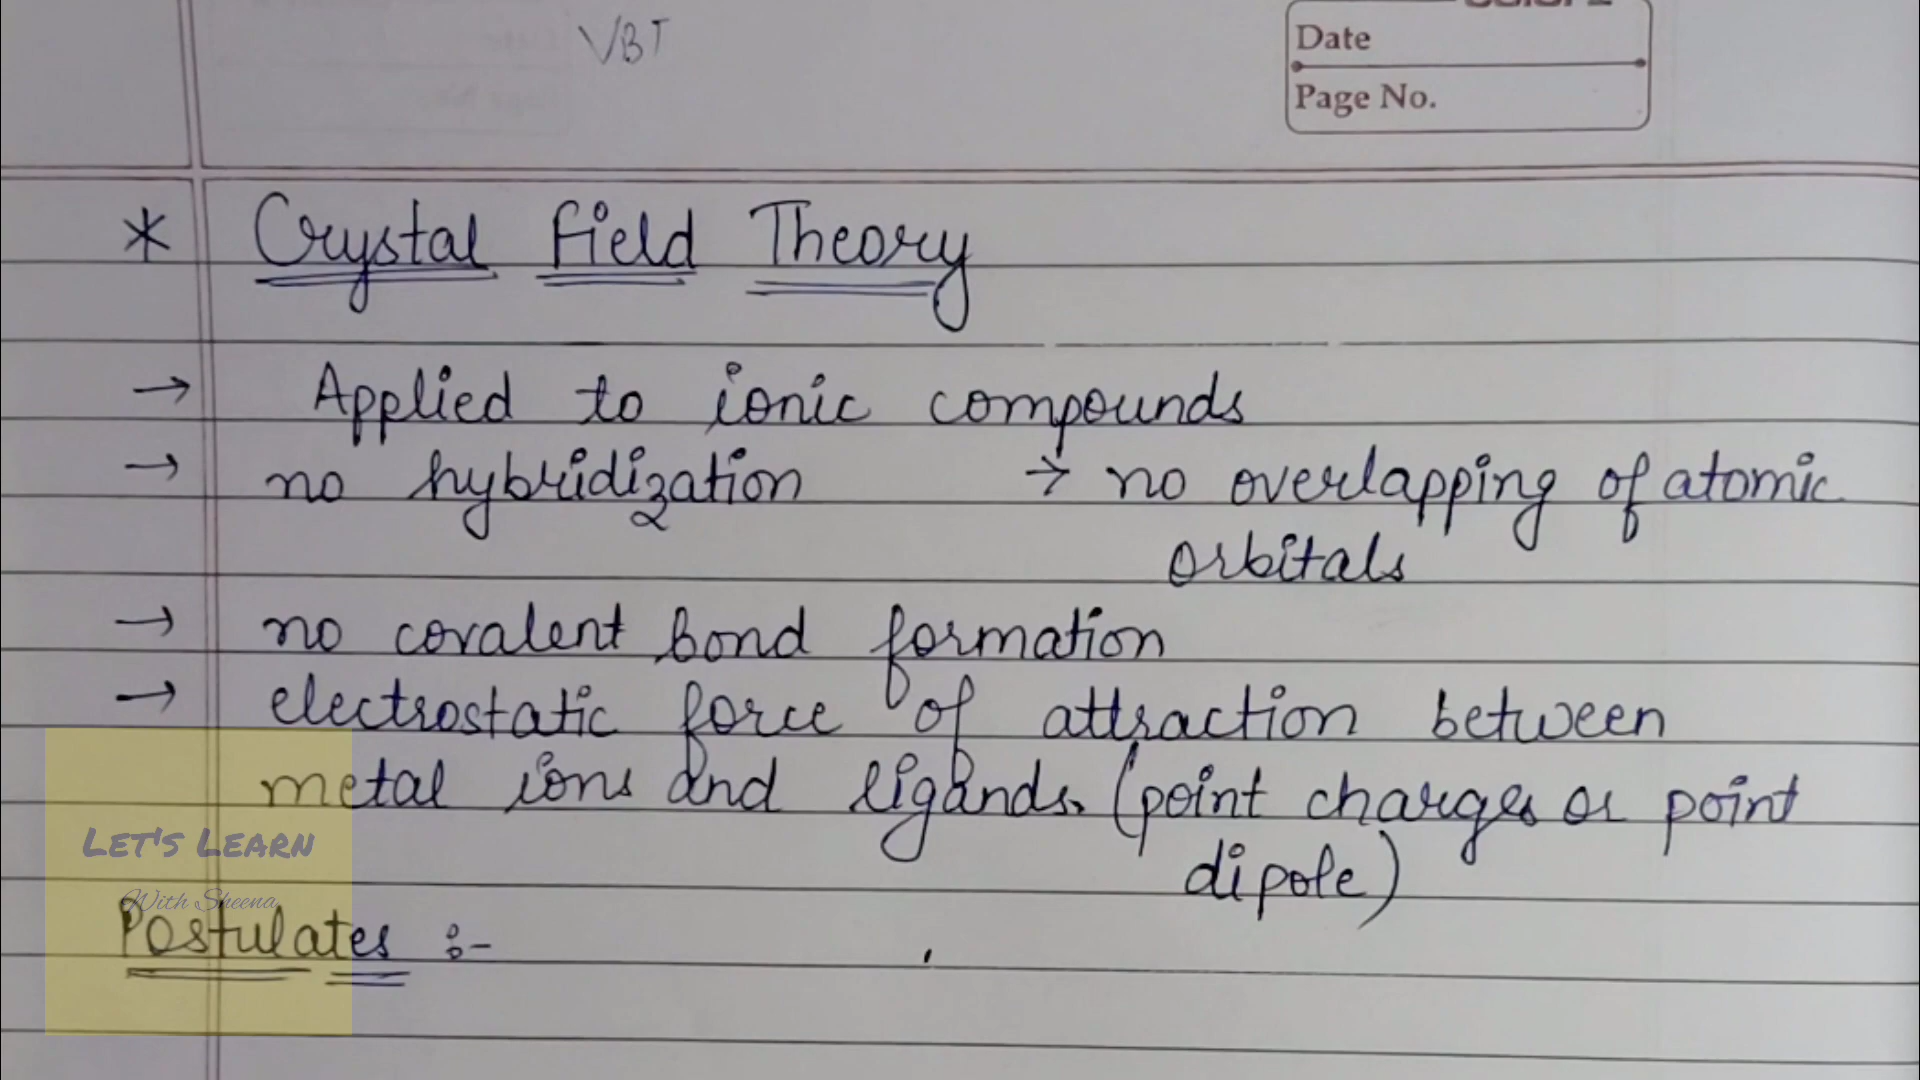 VBT
Date
Page No.
* Crystal field Theory
→ Applied to ionic compounds
→ no hybridization → no overlapping of atomic
orbitals
→ no covalent bond formation
→ electrostatic force of attraction between
metal ions and ligands. (point charges or point
dipole)
LET'S LEARN
With Sheena
Postulates :-